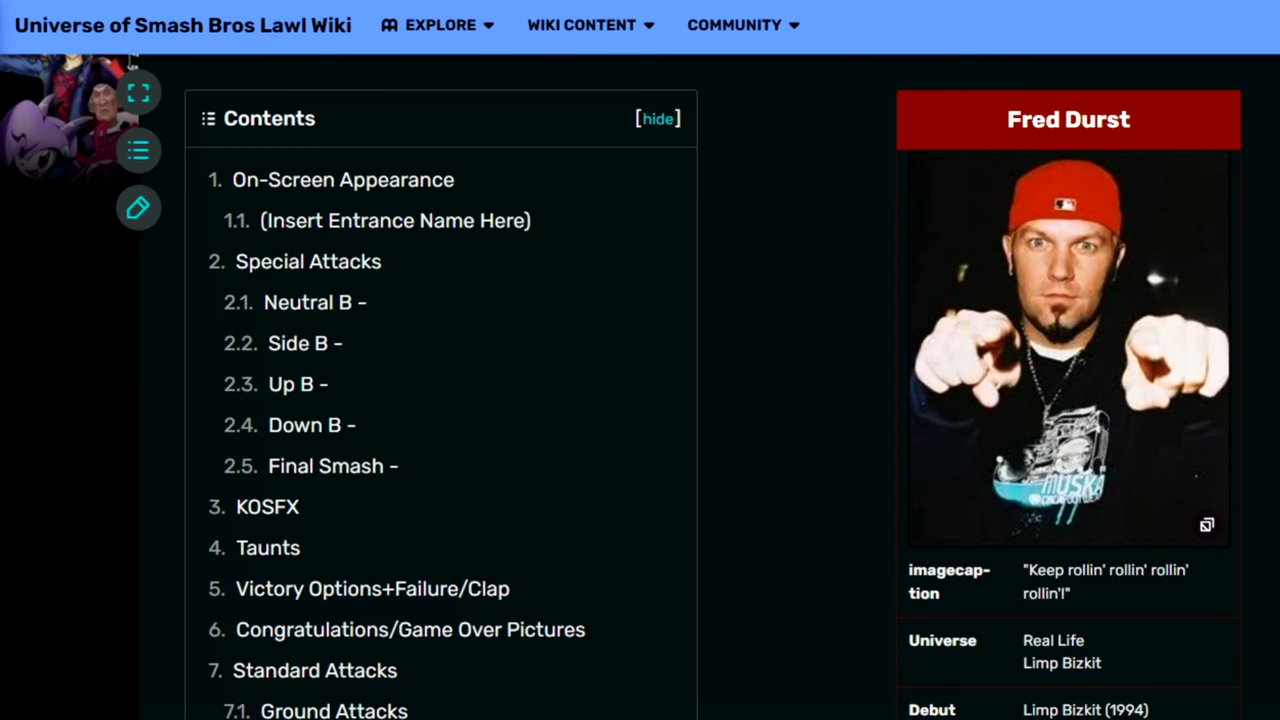 Universe of Smash Bros Lawl Wiki
EXPLORE
WIKI CONTENT
COMMUNITY
Contents
[hide]
1. On-Screen Appearance
1.1. (Insert Entrance Name Here)
2. Special Attacks
2.1. Neutral B -
2.2. Side B -
2.3. Up B -
2.4. Down B -
2.5. Final Smash -
3. KOSFX
4. Taunts
5. Victory Options+Failure/Clap
6. Congratulations/Game Over Pictures
7. Standard Attacks
7.1. Ground Attacks
Fred Durst
MUSKA
imagecap-
tion
"Keep rollin' rollin' rollin'
rollin'!"
Universe
Real Life
Limp Bizkit
Debut
Limp Bizkit (1994)